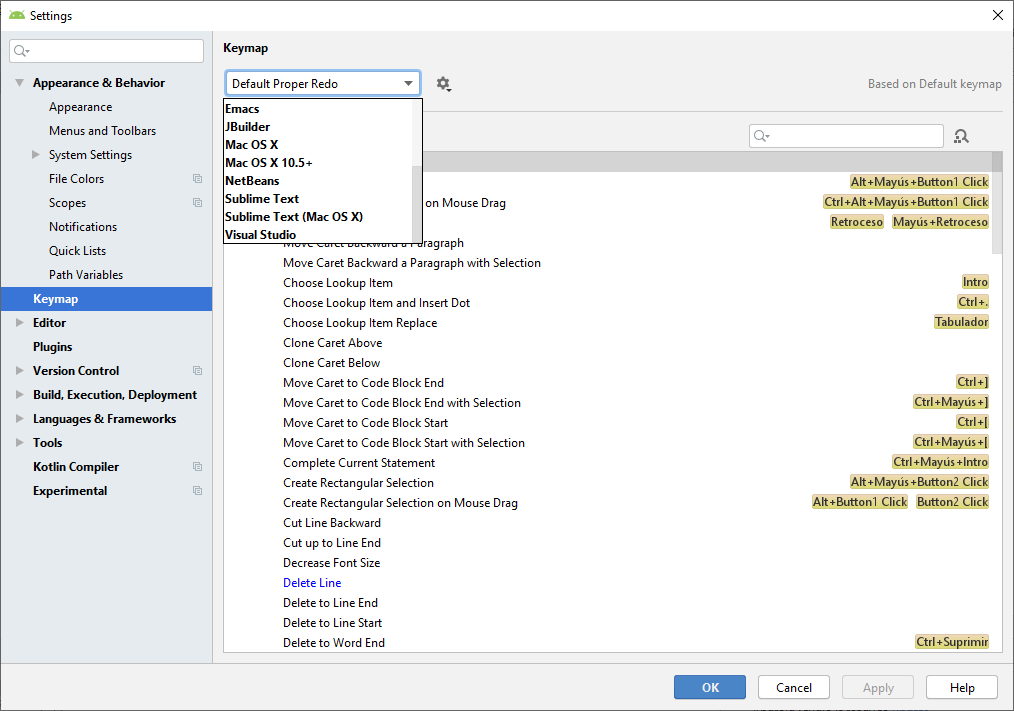 Settings
Keymap
Appearance & Behavior
Appearance
Menus and Toolbars
System Settings
File Colors
Scopes
Notifications
Quick Lists
Path Variables
Keymap
Editor
Plugins
Version Control
Build, Execution, Deployment
Languages & Frameworks
Tools
Kotlin Compiler
Experimental
Default Proper Redo
Based on Default keymap
Emacs
JBuilder
Mac OS X
Mac OS X 10.5+
NetBeans
Sublime Text
Sublime Text (Mac OS X)
Visual Studio
Alt+Mayús+Button1 Click
on Mouse Drag Ctrl+Alt+Mayús+Button1 Click
Retroceso Mayús+Retroceso
Move Caret Backward a Paragraph
Move Caret Backward a Paragraph with Selection
Choose Lookup Item Intro
Choose Lookup Item and Insert Dot Ctrl+.
Choose Lookup Item Replace Tabulador
Clone Caret Above
Clone Caret Below
Move Caret to Code Block End Ctrl+]
Move Caret to Code Block End with Selection Ctrl+Mayús+]
Move Caret to Code Block Start Ctrl+[
Move Caret to Code Block Start with Selection Ctrl+Mayús+[
Complete Current Statement Ctrl+Mayús+Intro
Create Rectangular Selection Alt+Mayús+Button2 Click
Create Rectangular Selection on Mouse Drag Alt+Button1 Click Button2 Click
Cut Line Backward
Cut up to Line End
Decrease Font Size
Delete Line
Delete to Line End
Delete to Line Start
Delete to Word End Ctrl+Suprimir
OK Cancel Apply Help